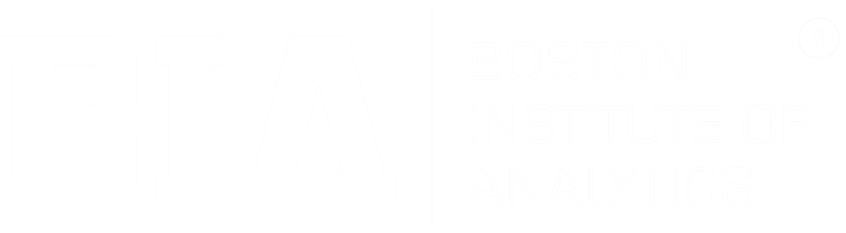 BIA
BOSTON
INSTITUTE OF
ANALYTICS
®